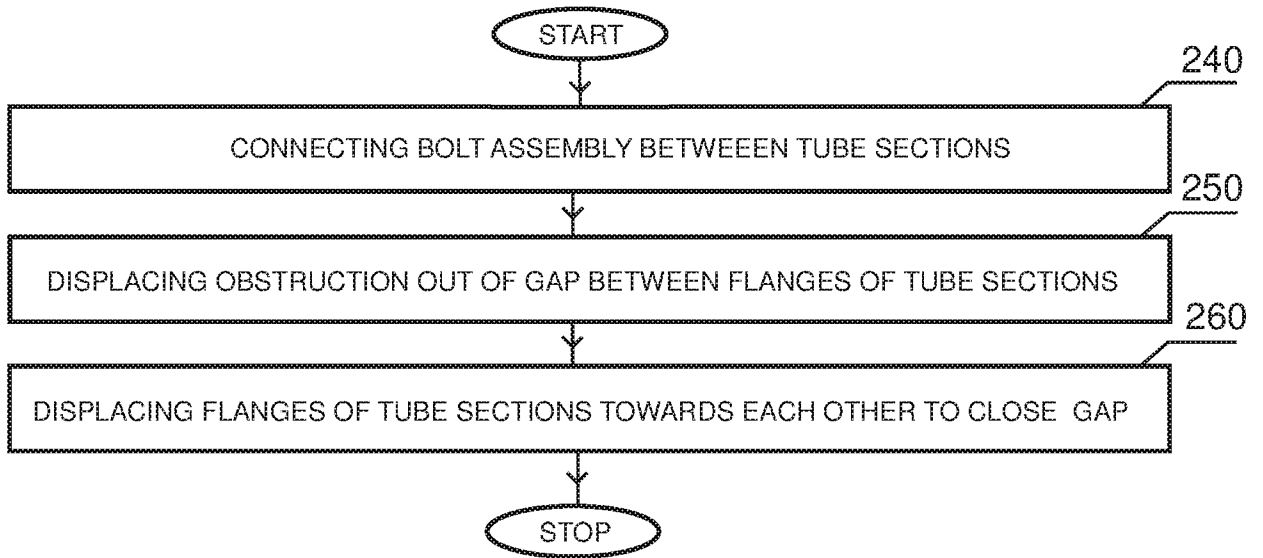 START
240
CONNECTING BOLT ASSEMBLY BETWEEEN TUBE SECTIONS
250
DISPLACING OBSTRUCTION OUT OF GAP BETWEEN FLANGES OF TUBE SECTIONS
260
DISPLACING FLANGES OF TUBE SECTIONS TOWARDS EACH OTHER TO CLOSE GAP
STOP